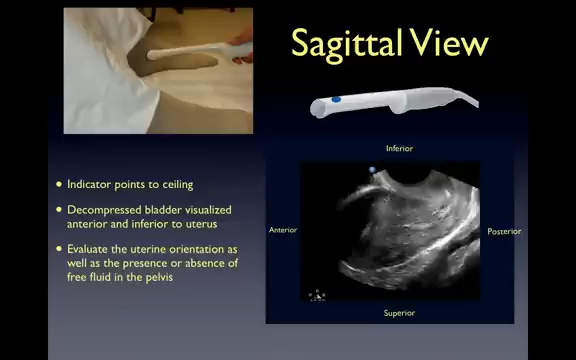 Sagittal View
Indicator points to ceiling
Decompressed bladder visualized
anterior and inferior to uterus
Evaluate the uterine orientation as
well as the presence or absence of
free fluid in the pelvis
Inferior
Anterior
Posterior
Superior